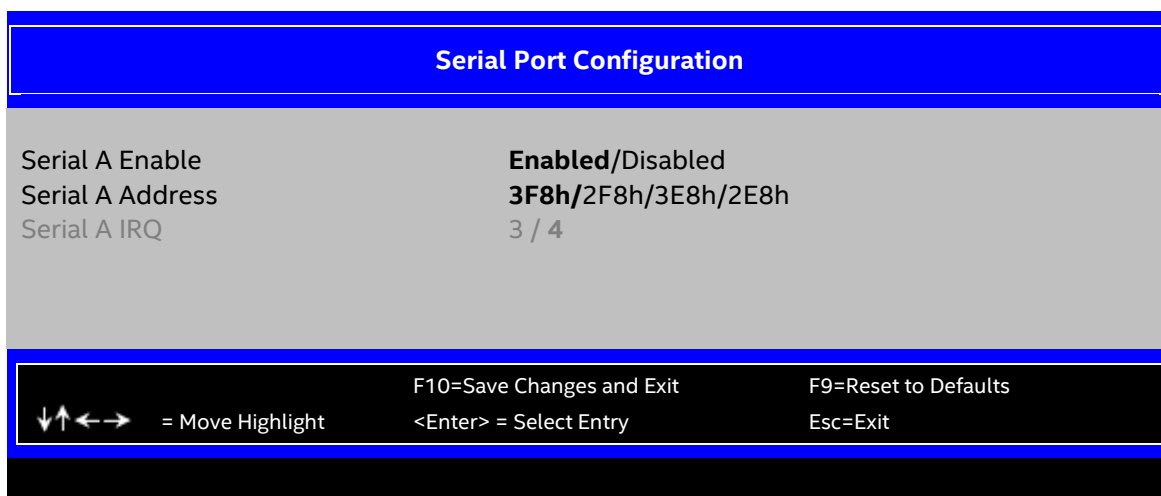 Serial Port Configuration
Serial A Enable Enabled/Disabled
Serial A Address 3F8h/2F8h/3E8h/2E8h
Serial A IRQ 3 / 4
F10=Save Changes and Exit F9=Reset to Defaults
↓↑←→ = Move Highlight <Enter> = Select Entry Esc=Exit